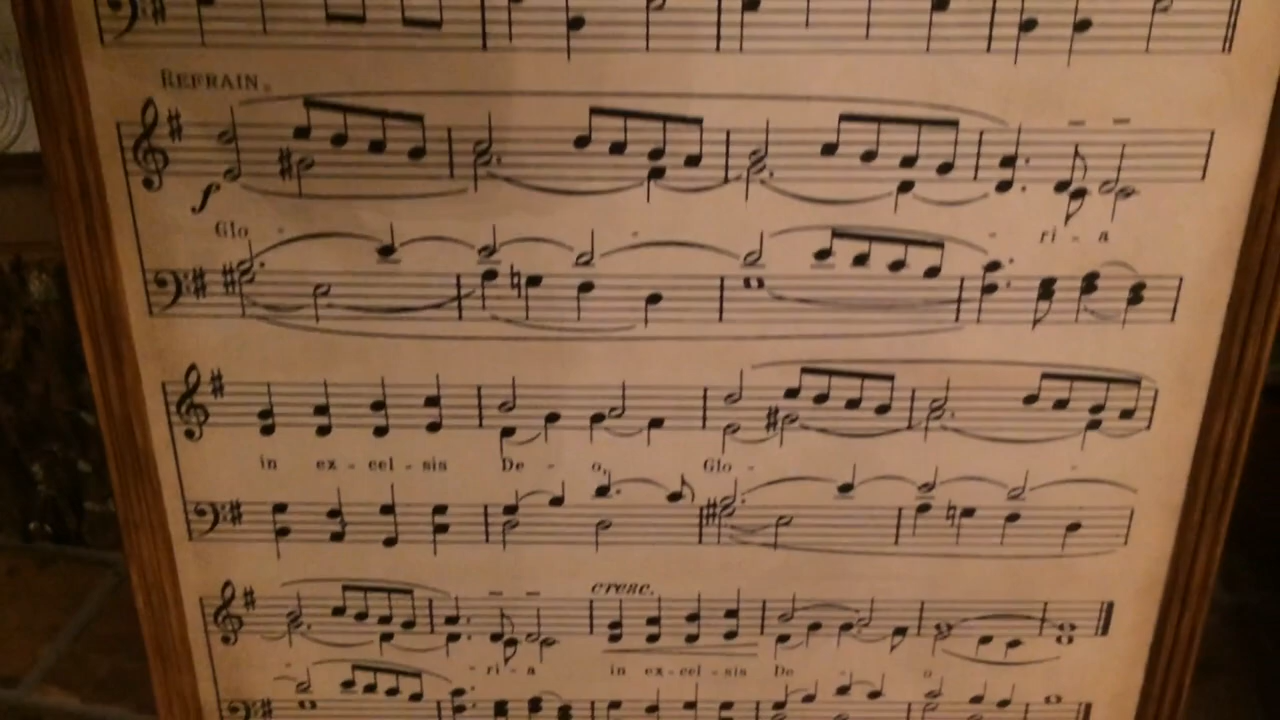 REFRAIN.
f
Glo - - - ri - a
in ex - cel - sis De - o, Glo - -
cresc.
- - ri - a in ex - cel - sis De - o